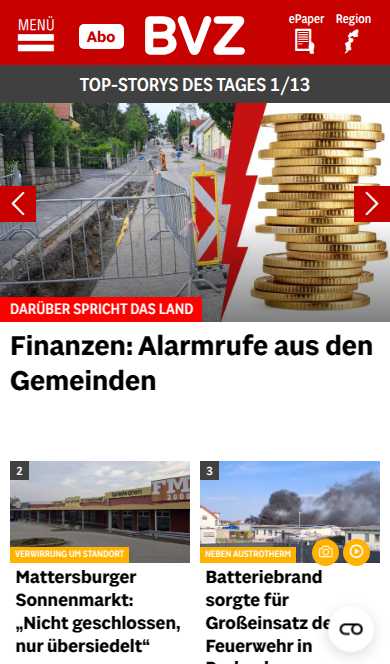 MENÜ
Abo
BVZ
ePaper
Region
TOP-STORYS DES TAGES 1/13
DARÜBER SPRICHT DAS LAND
Finanzen: Alarmrufe aus den
Gemeinden
2
FM
VERWIRRUNG UM STANDORT
Mattersburger
Sonnenmarkt:
„Nicht geschlossen,
nur übersiedelt“
3
NEBEN AUSTROTHERM
Batteriebrand
sorgte für
Großeinsatz
Feuerwehr in